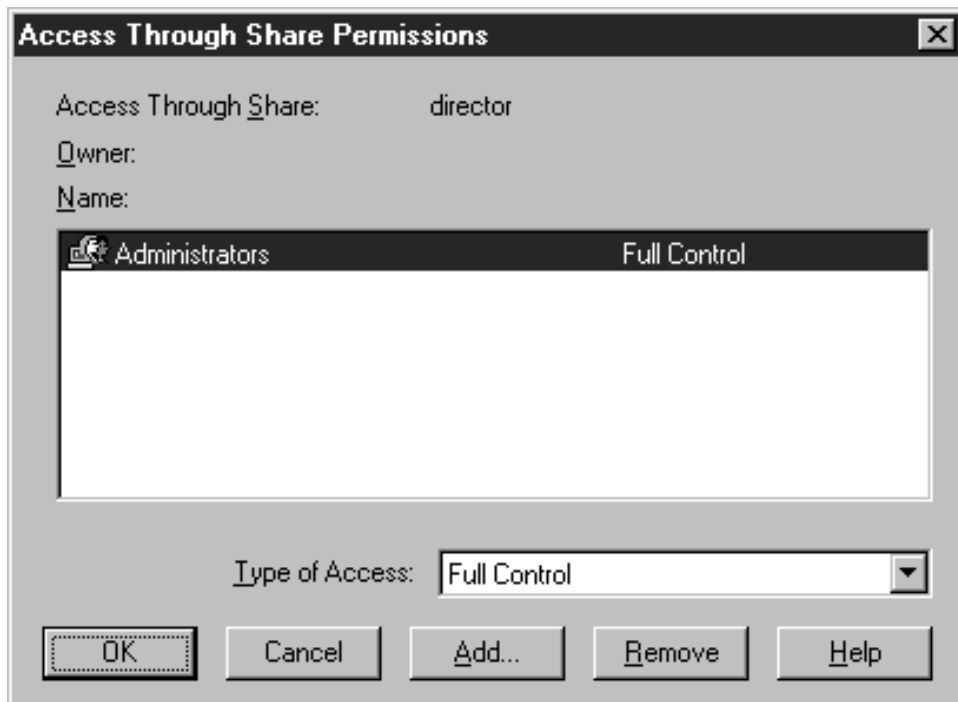 Access Through Share Permissions
Access Through Share: director
Owner:
Name:
Administrators Full Control
Type of Access: Full Control
OK Cancel Add... Remove Help